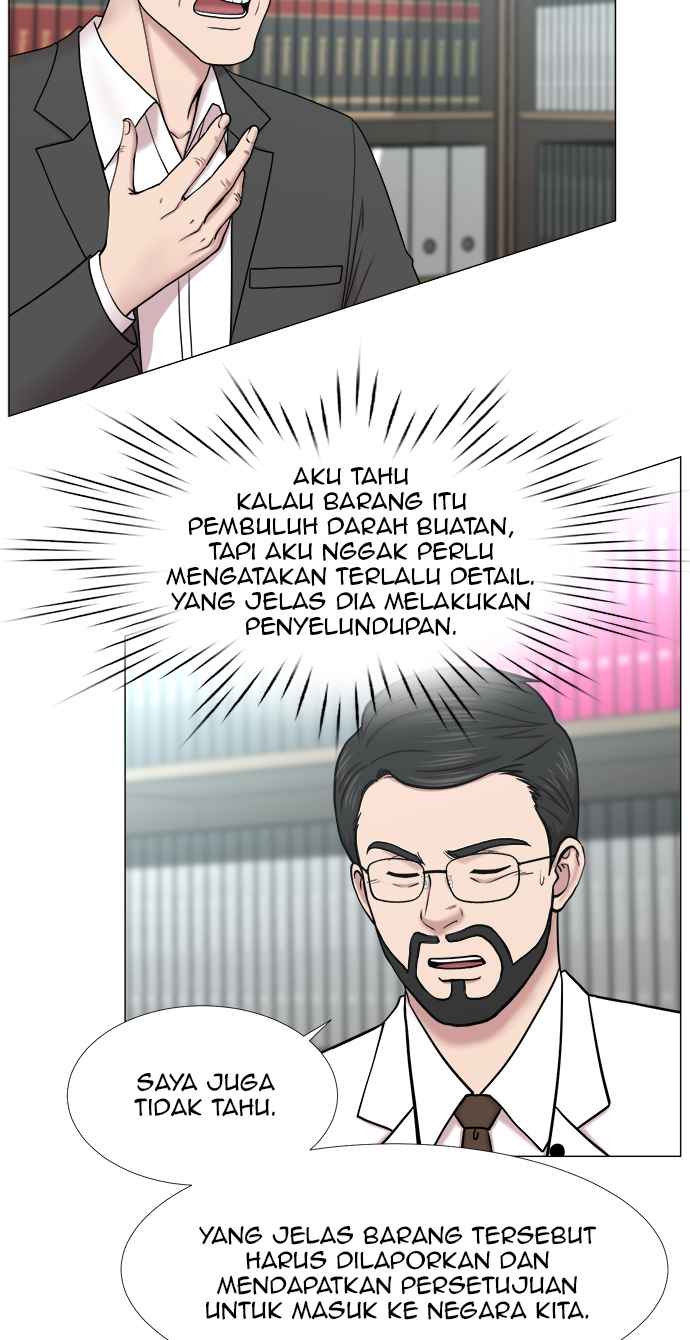 AKU TAHU
KALAU BARANG ITU
PEMBULUH DARAH BUATAN,
TAPI AKU NGGAK PERLU
MENGATAKAN TERLALU DETAIL.
YANG JELAS DIA MELAKUKAN
PENYELUNDUPAN.
SAYA JUGA
TIDAK TAHU.
YANG JELAS BARANG TERSEBUT
HARUS DILAPORKAN DAN
MENDAPATKAN PERSETUJUAN
UNTUK MASUK KE NEGARA KITA.